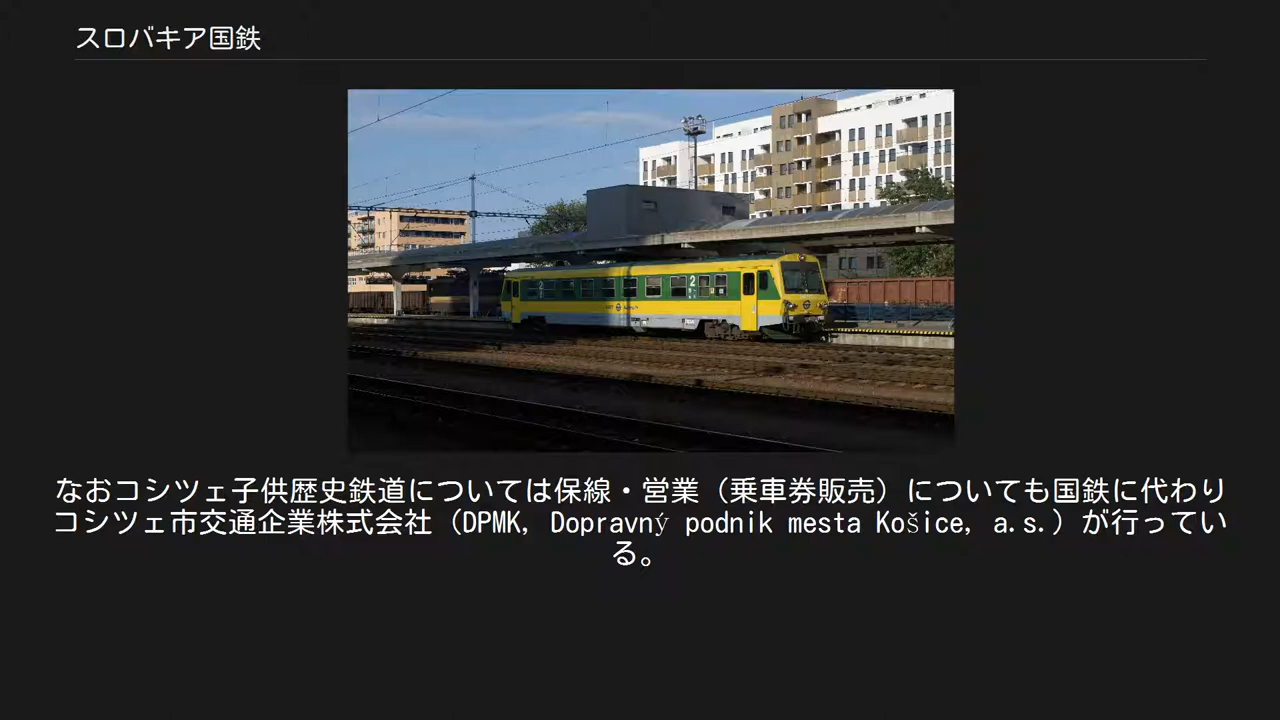 スロバキア国鉄
2
2
なおコシツェ子供歴史鉄道については保線・営業（乗車券販売）についても国鉄に代わり
コシツェ市交通企業株式会社（DPMK, Dopravný podnik mesta Košice, a.s.）が行ってい
る。